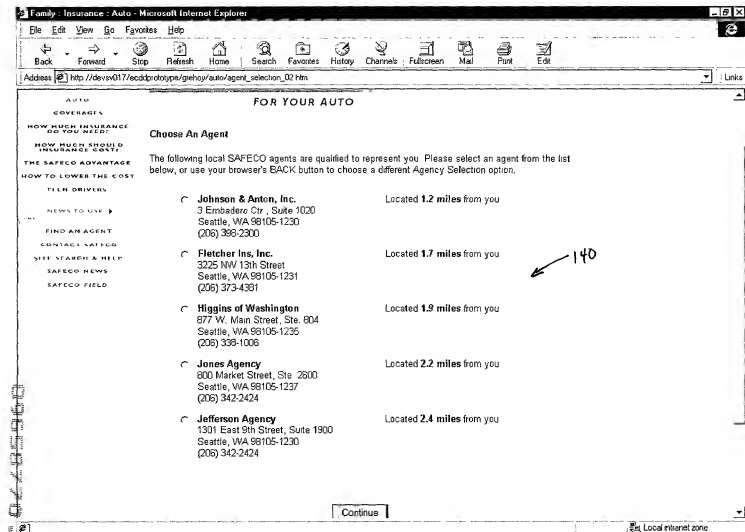 Family : Insurance : Auto - Microsoft Internet Explorer
File Edit View Go Favorites Help
Back Forward Stop Refresh Home Search Favorites History Channels Fullscreen Mail Print Edit
Address http //devsv017/ecddprototype/grehoy/auto/agent_selection_02 htm Links
AUTO
COVERAGES
HOW MUCH INSURANCE
DO YOU NEED?
HOW MUCH SHOULD
INSURANCE COST?
THE SAFECO ADVANTAGE
HOW TO LOWER THE COST
TEEN DRIVERS
NEWS TO USE
FIND AN AGENT
CONTACT SAFECO
SITE SEARCH & HELP
SAFECO NEWS
SAFECO FIELD
FOR YOUR AUTO
Choose An Agent
The following local SAFECO agents are qualified to represent you Please select an agent from the list
below, or use your browser's BACK button to choose a different Agency Selection option.
Johnson & Anton, Inc. Located 1.2 miles from you
3 Embadero Ctr , Suite 1020
Seattle, WA 98105-1230
(206) 398-2300
Fletcher Ins, Inc. Located 1.7 miles from you
3225 NW 13th Street
Seattle, WA 98105-1231
(206) 373-4381
140
Higgins of Washington Located 1.9 miles from you
877 W. Main Street, Ste. 804
Seattle, WA 98105-1235
(206) 338-1006
Jones Agency Located 2.2 miles from you
800 Market Street, Ste 2600
Seattle, WA 98105-1237
(206) 342-2424
Jefferson Agency Located 2.4 miles from you
1301 East 9th Street, Suite 1900
Seattle, WA 98105-1230
(206) 342-2424
Continue
Local intranet zone